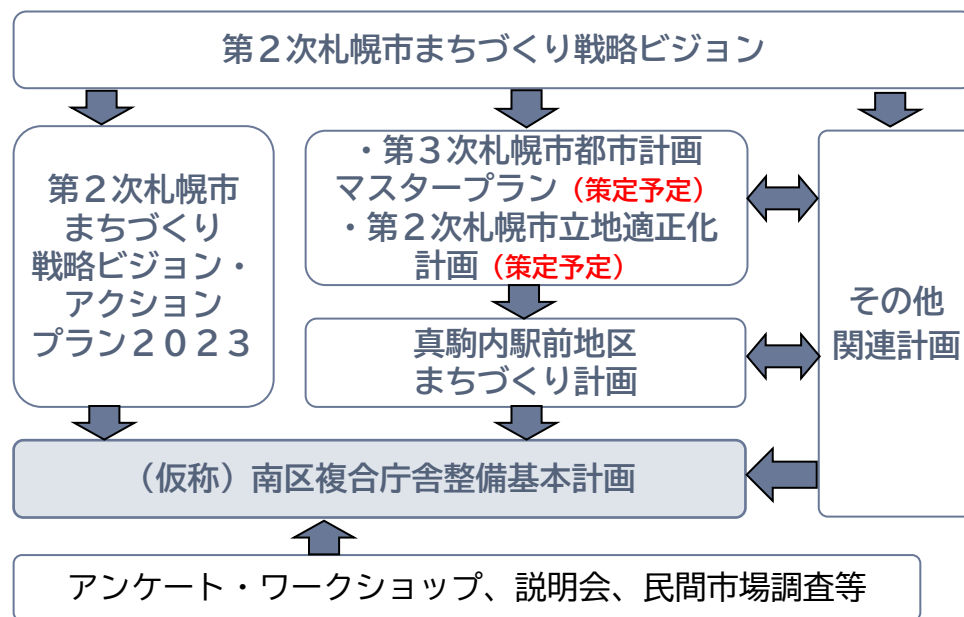 第２次札幌市まちづくり戦略ビジョン
第２次札幌市
まちづくり
戦略ビジョン・
アクション
プラン２０２３
・第３次札幌市都市計画
マスタープラン（策定予定）
・第２次札幌市立地適正化
計画（策定予定）
真駒内駅前地区
まちづくり計画
その他
関連計画
（仮称）南区複合庁舎整備基本計画
アンケート・ワークショップ、説明会、民間市場調査等